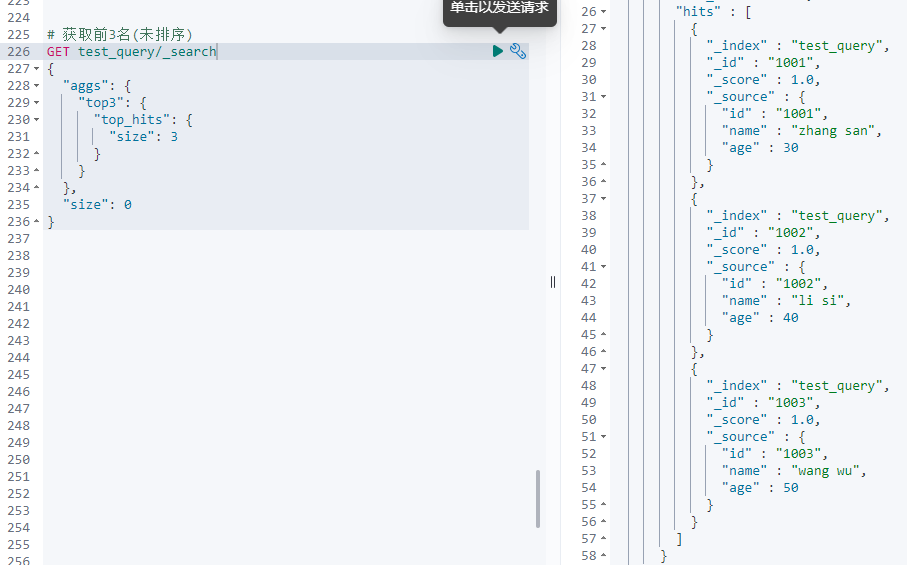 单击以发送请求
223
224
225 # 获取前3名(未排序)
226 GET test_query/_search
227 {
228 "aggs": {
229 "top3": {
230 "top_hits": {
231 "size": 3
232 }
233 }
234 },
235 "size": 0
236 }
237
238
239
240
241
242
243
244
245
246
247
248
249
250
251
252
253
254
255
256
26 "hits" : [
27 {
28 "_index" : "test_query",
29 "_id" : "1001",
30 "_score" : 1.0,
31 "_source" : {
32 "id" : "1001",
33 "name" : "zhang san",
34 "age" : 30
35 }
36 },
37 {
38 "_index" : "test_query",
39 "_id" : "1002",
40 "_score" : 1.0,
41 "_source" : {
42 "id" : "1002",
43 "name" : "li si",
44 "age" : 40
45 }
46 },
47 {
48 "_index" : "test_query",
49 "_id" : "1003",
50 "_score" : 1.0,
51 "_source" : {
52 "id" : "1003",
53 "name" : "wang wu",
54 "age" : 50
55 }
56 }
57 ]
58 }